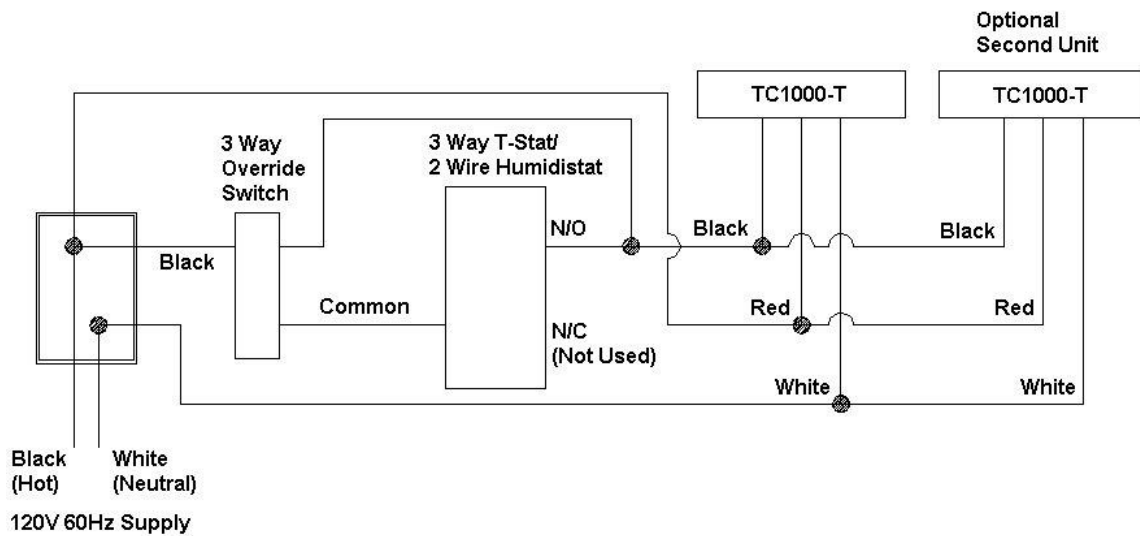 Optional
Second Unit
TC1000-T
TC1000-T
3 Way
Override
Switch
3 Way T-Stat/
2 Wire Humidistat
N/O
Black
Black
Black
Common
Red
Red
N/C
(Not Used)
White
White
Black
(Hot)
White
(Neutral)
120V 60Hz Supply